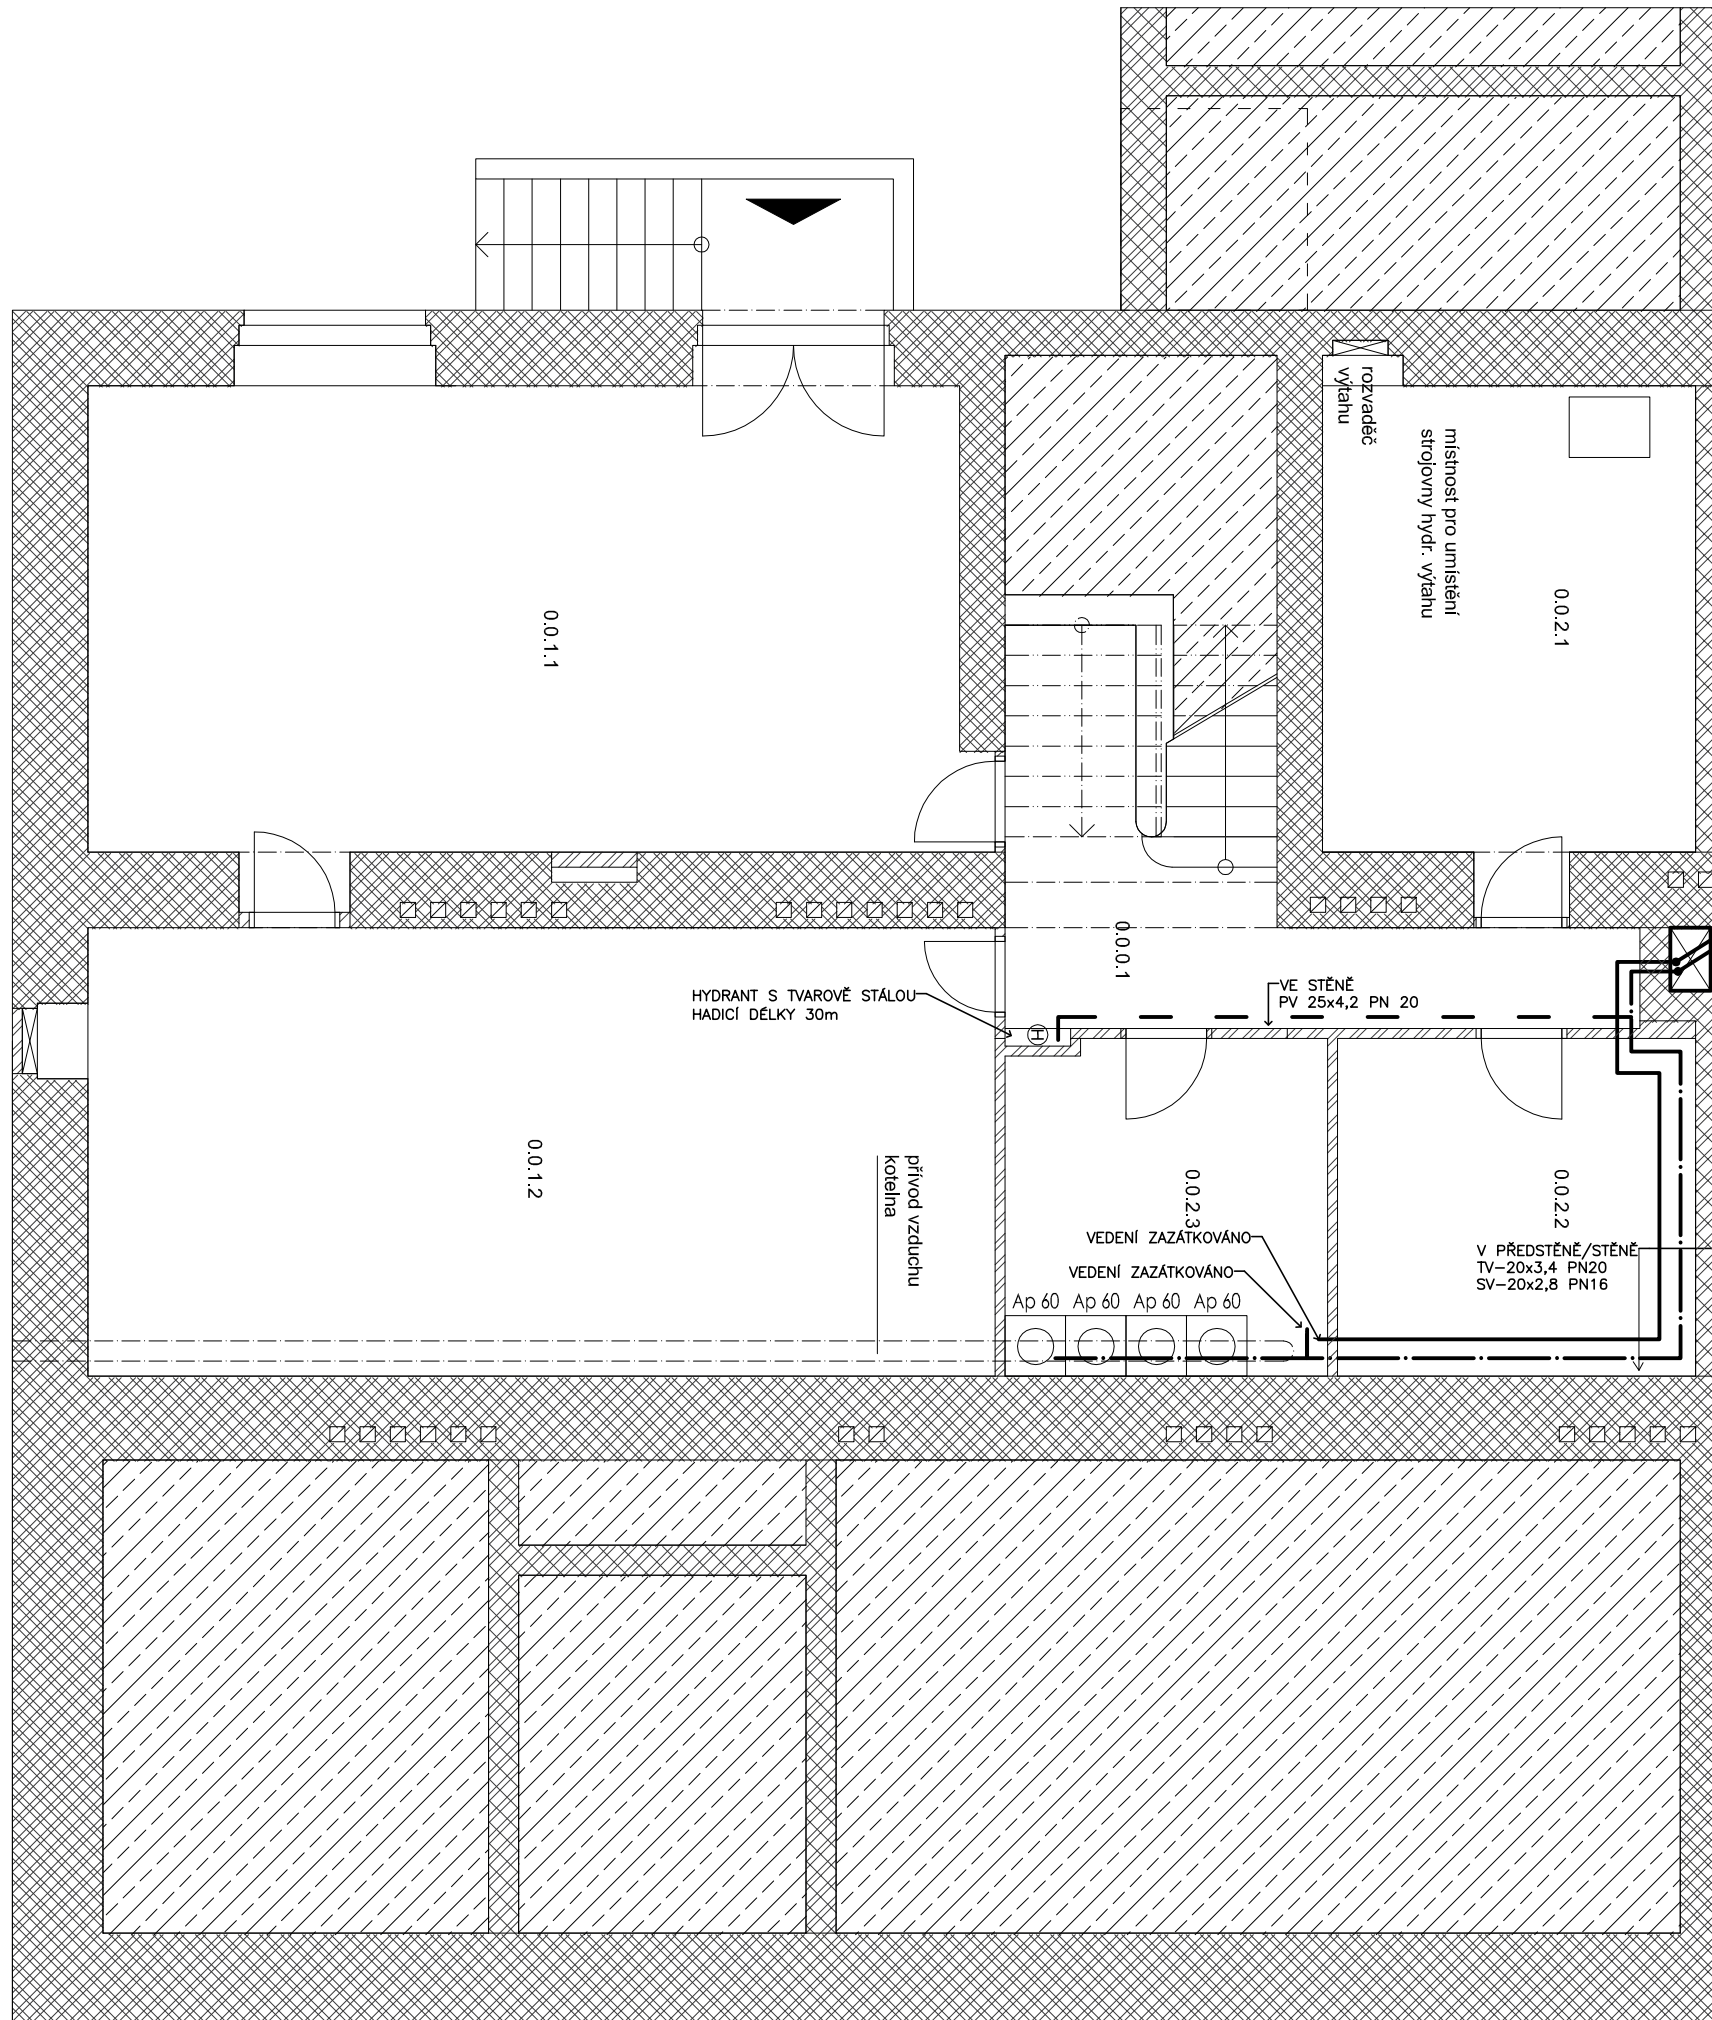 rozvaděč
výtahu
místnost pro umístění
strojovny hydr. výtahu
0.0.1.1
0.0.2.1
0.0.0.1
HYDRANT S TVAROVĚ STÁLOU
HADICÍ DÉLKY 30m
VE STĚNĚ
PV 25x4,2 PN 20
H
0.0.1.2
přívod vzduchu
kotelna
0.0.2.3
0.0.2.2
VEDENÍ ZAZÁTKOVÁNO
VEDENÍ ZAZÁTKOVÁNO
V PŘEDSTĚNĚ/STĚNĚ
TV-20x3,4 PN20
SV-20x2,8 PN16
Ap 60 Ap 60 Ap 60 Ap 60